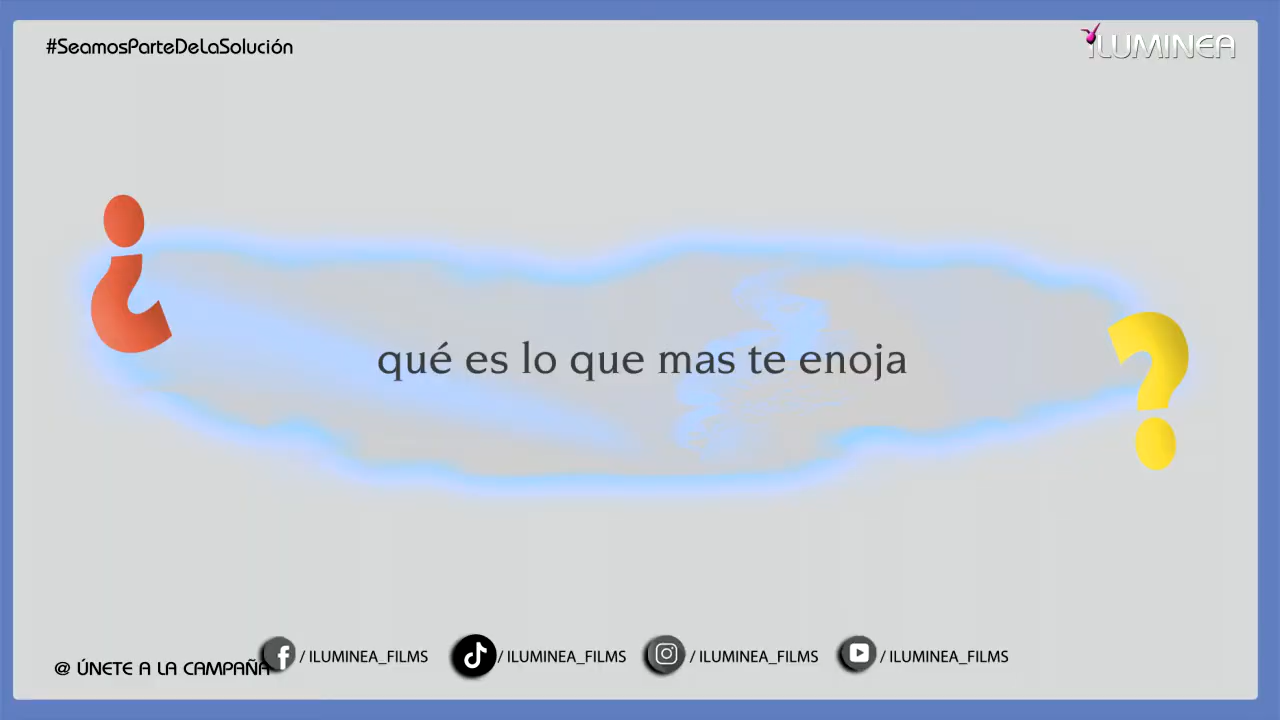 #SeamosParteDeLaSolución
ILUMINEA
¿
qué es lo que mas te enoja
?
@ ÚNETE A LA CAMPAÑA
/ ILUMINEA_FILMS
/ ILUMINEA_FILMS
/ ILUMINEA_FILMS
/ ILUMINEA_FILMS